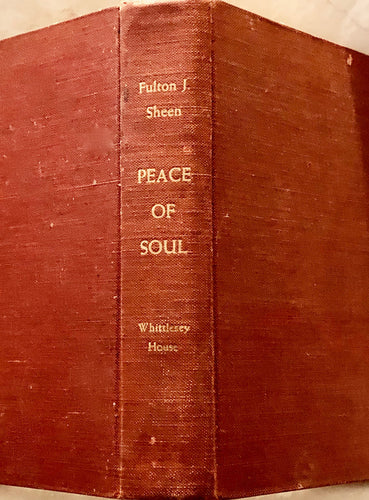 Fulton J.
Sheen
PEACE
OF
SOUL
Whittlesey
House